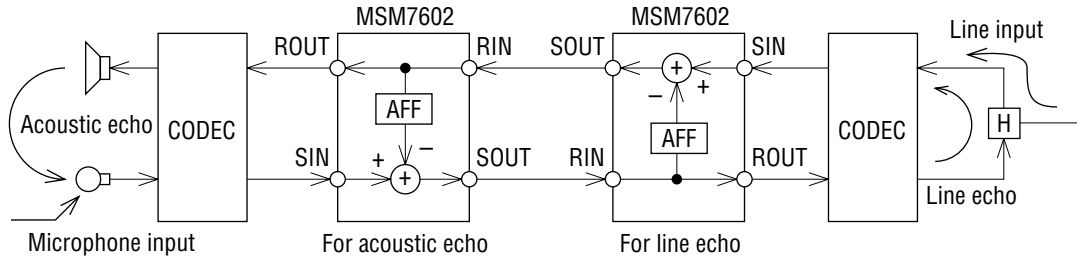 MSM7602 MSM7602
ROUT RIN SOUT SIN Line input
AFF + − +
Acoustic echo CODEC AFF CODEC H
SIN + − + SOUT RIN ROUT
Line echo
Microphone input For acoustic echo For line echo